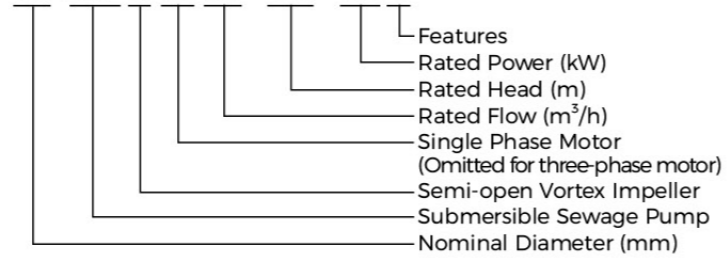 Features
Rated Power (kW)
Rated Head (m)
Rated Flow (m³/h)
Single Phase Motor
(Omitted for three-phase motor)
Semi-open Vortex Impeller
Submersible Sewage Pump
Nominal Diameter (mm)